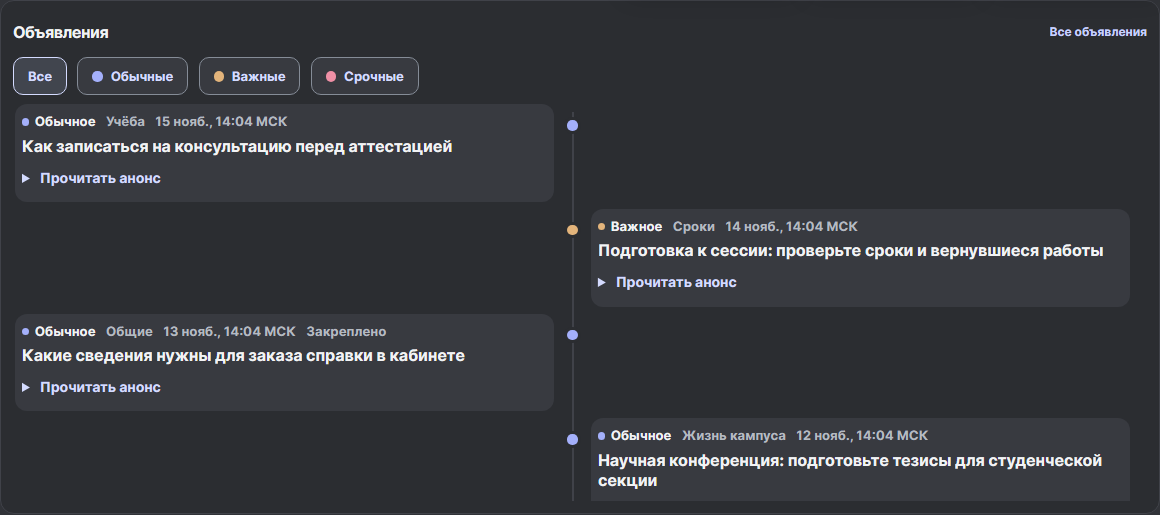 Объявления
Все объявления
Все
Обычные
Важные
Срочные
Обычное Учёба 15 нояб., 14:04 МСК
Как записаться на консультацию перед аттестацией
Прочитать анонс
Важное Сроки 14 нояб., 14:04 МСК
Подготовка к сессии: проверьте сроки и вернувшиеся работы
Прочитать анонс
Обычное Общие 13 нояб., 14:04 МСК Закреплено
Какие сведения нужны для заказа справки в кабинете
Прочитать анонс
Обычное Жизнь кампуса 12 нояб., 14:04 МСК
Научная конференция: подготовьте тезисы для студенческой
секции